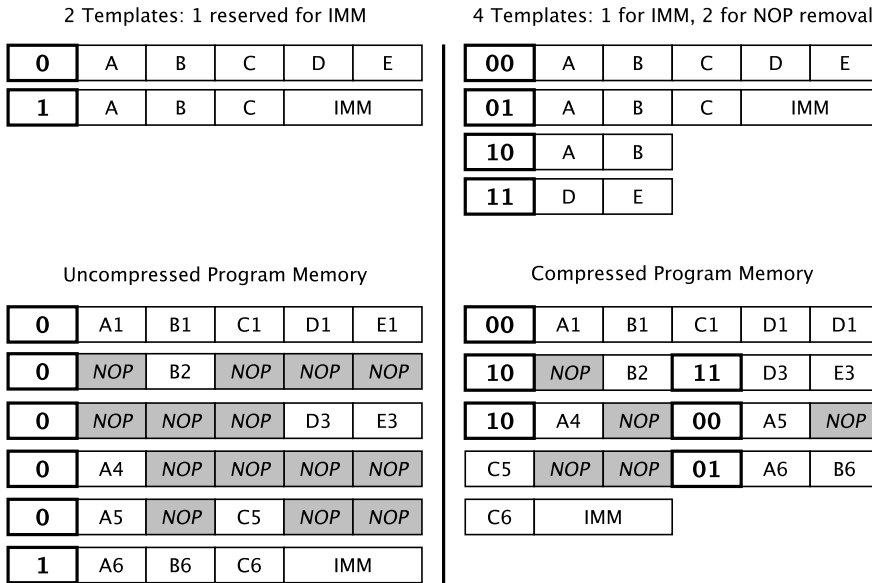 2 Templates: 1 reserved for IMM
0 A B C D E
1 A B C IMM
4 Templates: 1 for IMM, 2 for NOP removal
00 A B C D E
01 A B C IMM
10 A B
11 D E
Uncompressed Program Memory
0 A1 B1 C1 D1 E1
0 NOP B2 NOP NOP NOP
0 NOP NOP NOP D3 E3
0 A4 NOP NOP NOP NOP
0 A5 NOP C5 NOP NOP
1 A6 B6 C6 IMM
Compressed Program Memory
00 A1 B1 C1 D1 D1
10 NOP B2 11 D3 E3
10 A4 NOP 00 A5 NOP
C5 NOP NOP 01 A6 B6
C6 IMM